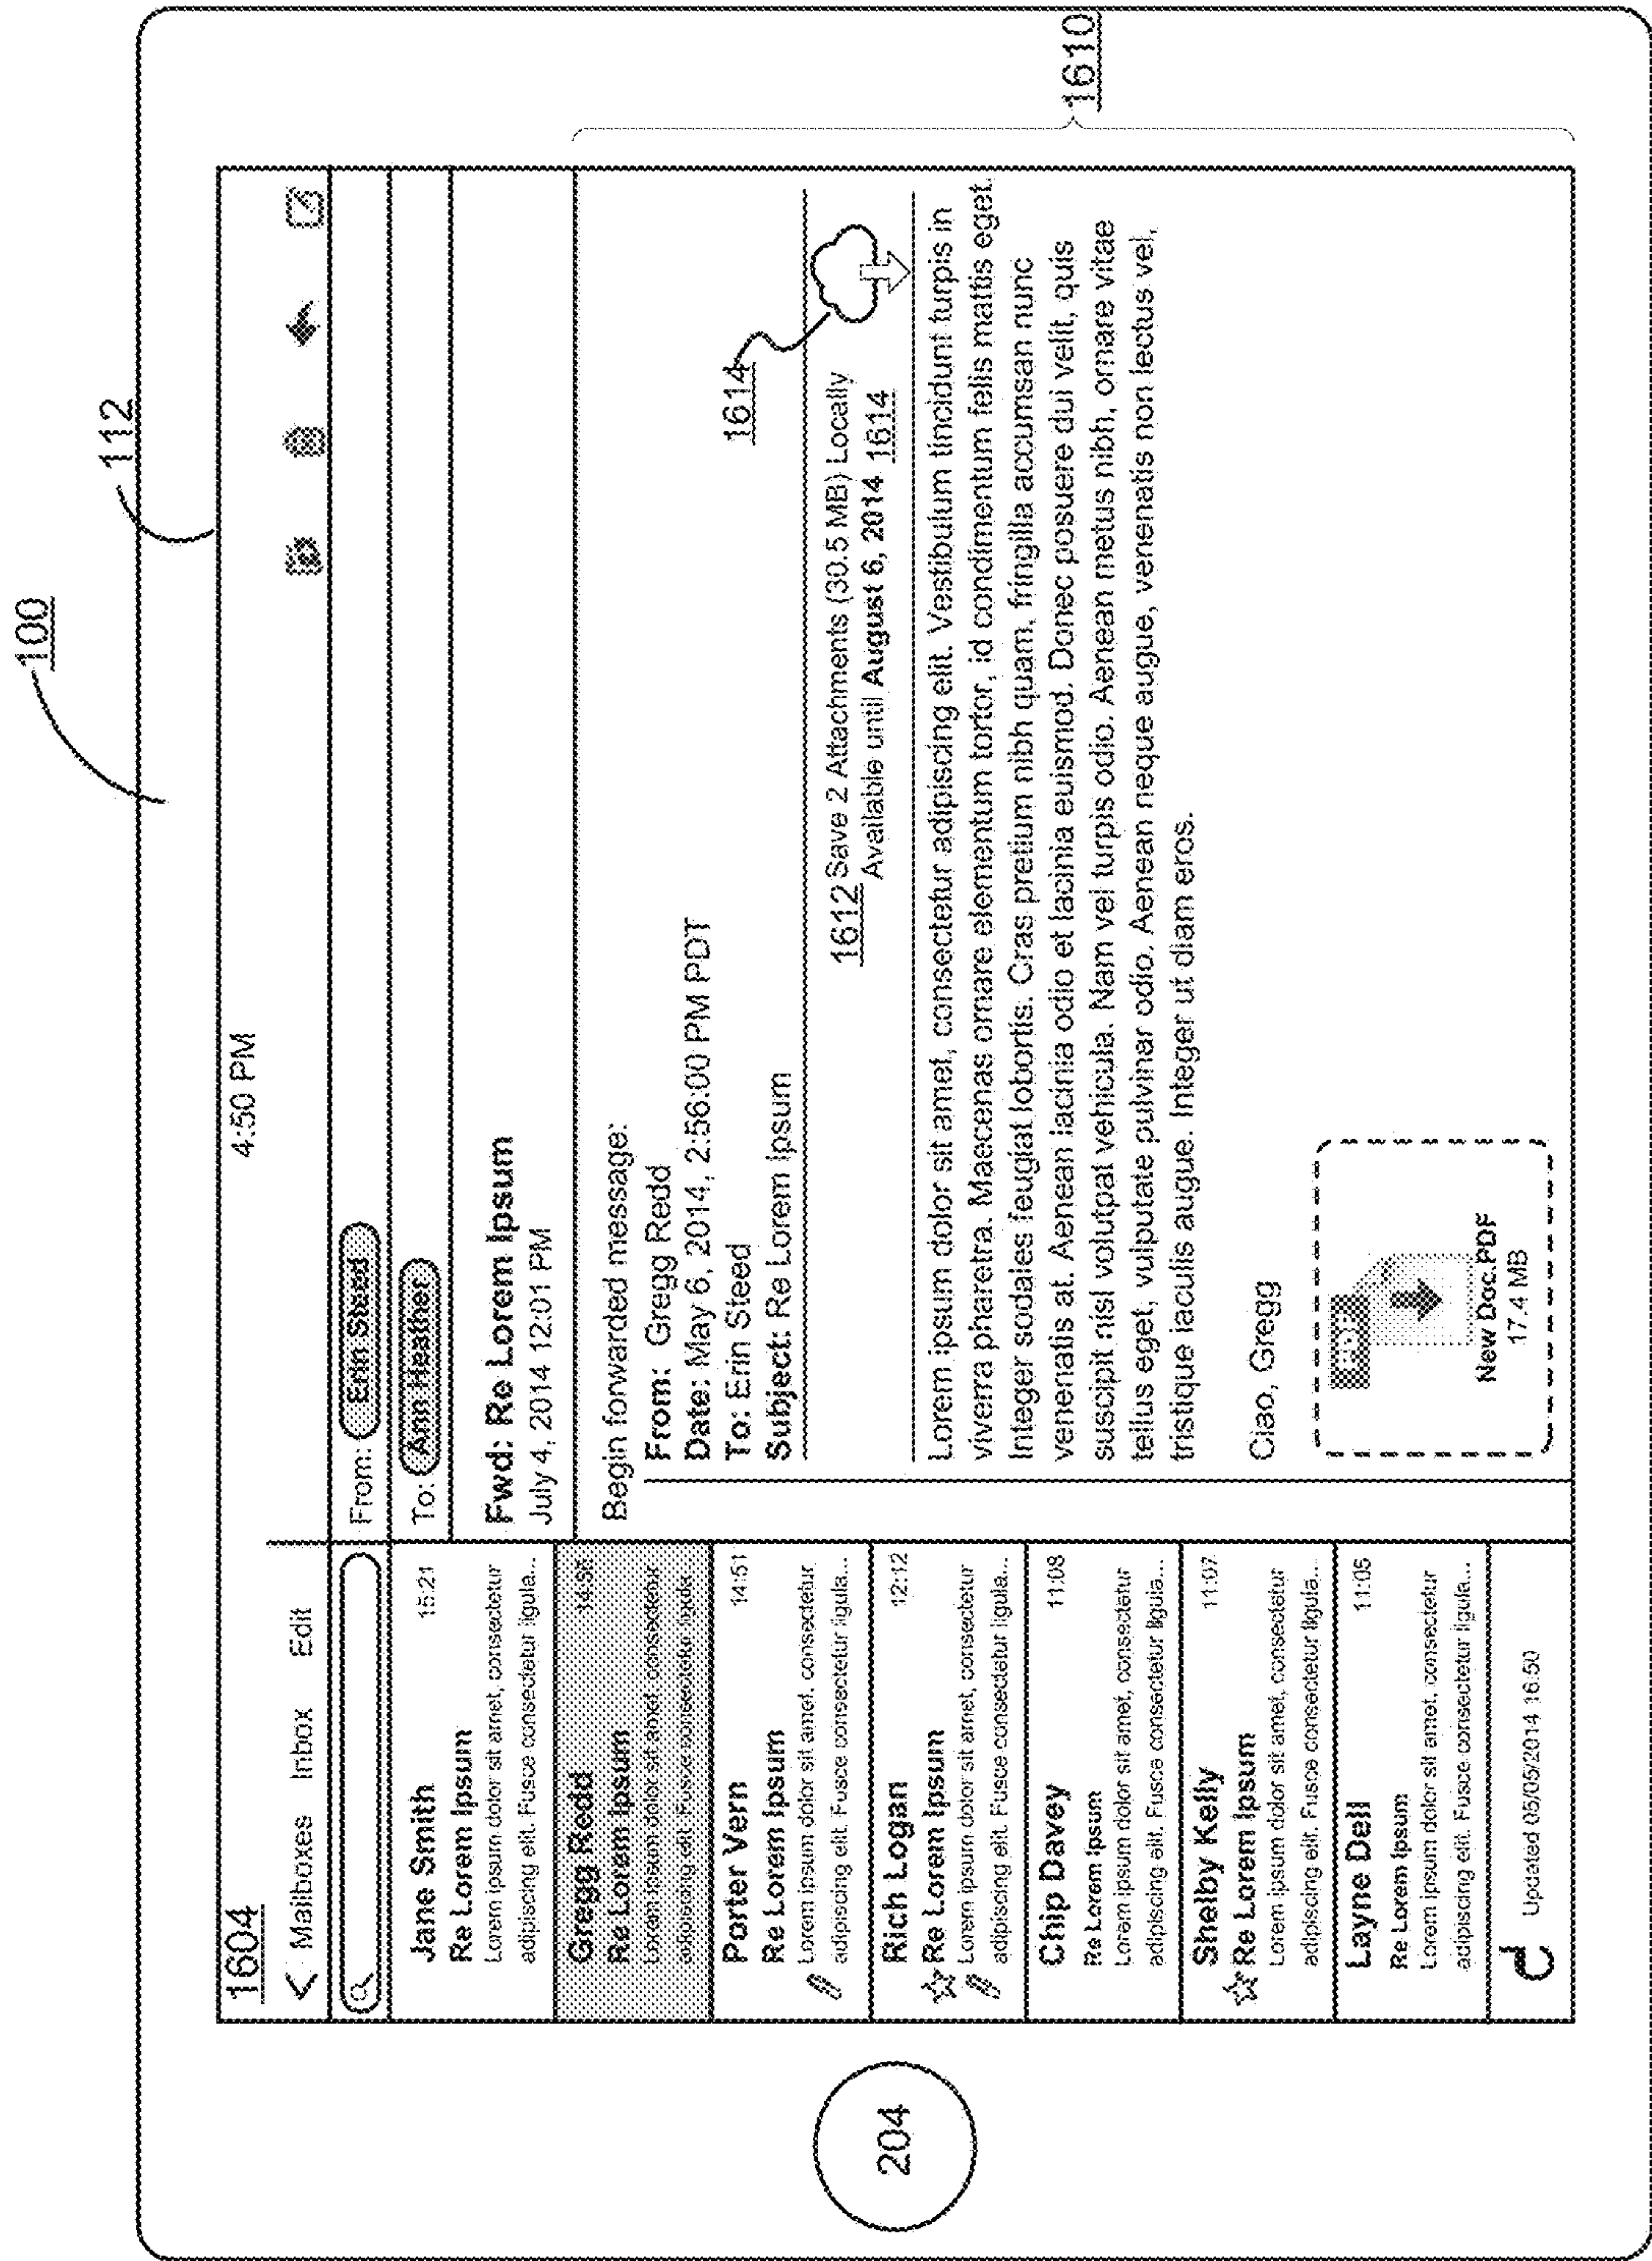 100
112
1604
4:50 PM
< Mailboxes Inbox Edit
Jane Smith 15:21
Re Lorem Ipsum
Lorem ipsum dolor sit amet, consectetur
adipiscing elit. Fusce consectetur ligula...
Gregg Redd
Re Lorem Ipsum
Lorem ipsum dolor sit amet, consectetur
adipiscing elit. Fusce consectetur ligula
Porter Vern 14:51
Re Lorem Ipsum
Lorem ipsum dolor sit amet, consectetur
adipiscing elit. Fusce consectetur ligula...
Rich Logan 12:12
Re Lorem Ipsum
Lorem ipsum dolor sit amet, consectetur
adipiscing elit. Fusce consectetur ligula...
Chip Davey 11:08
Re Lorem Ipsum
Lorem ipsum dolor sit amet, consectetur
adipiscing elit. Fusce consectetur ligula...
Shelby Kelly 11:07
Re Lorem Ipsum
Lorem ipsum dolor sit amet, consectetur
adipiscing elit. Fusce consectetur ligula...
Layne Dell 11:05
Re Lorem Ipsum
Lorem ipsum dolor sit amet, consectetur
adipiscing elit. Fusce consectetur ligula...
Updated 05/05/2014 16:50
From: Erin Steed
To: Ann Heather
Fwd: Re Lorem Ipsum
July 4, 2014 12:01 PM
Begin forwarded message:
From: Gregg Redd
Date: May 6, 2014, 2:56:00 PM PDT
To: Erin Steed
Subject: Re Lorem Ipsum
1614
1612 Save 2 Attachments (30.5 MB) Locally
Available until August 6, 2014 1614
Lorem ipsum dolor sit amet, consectetur adipiscing elit. Vestibulum tincidunt turpis in
viverra pharetra. Maecenas ornare elementum tortor, id condimentum felis mattis eget.
Integer sodales feugiat lobortis. Cras pretium nibh quam, fringilla accumsan nunc
venenatis at. Aenean lacinia odio et lacinia euismod. Donec posuere dui velit, quis
suscipit nisl volutpat vehicula. Nam vel turpis odio. Aenean metus nibh, ornare vitae
tellus eget, vulputate pulvinar odio. Aenean neque augue, venenatis non lectus vel,
tristique iaculis augue. Integer ut diam eros.
Ciao, Gregg
New Doc.PDF
17.4 MB
1610
204